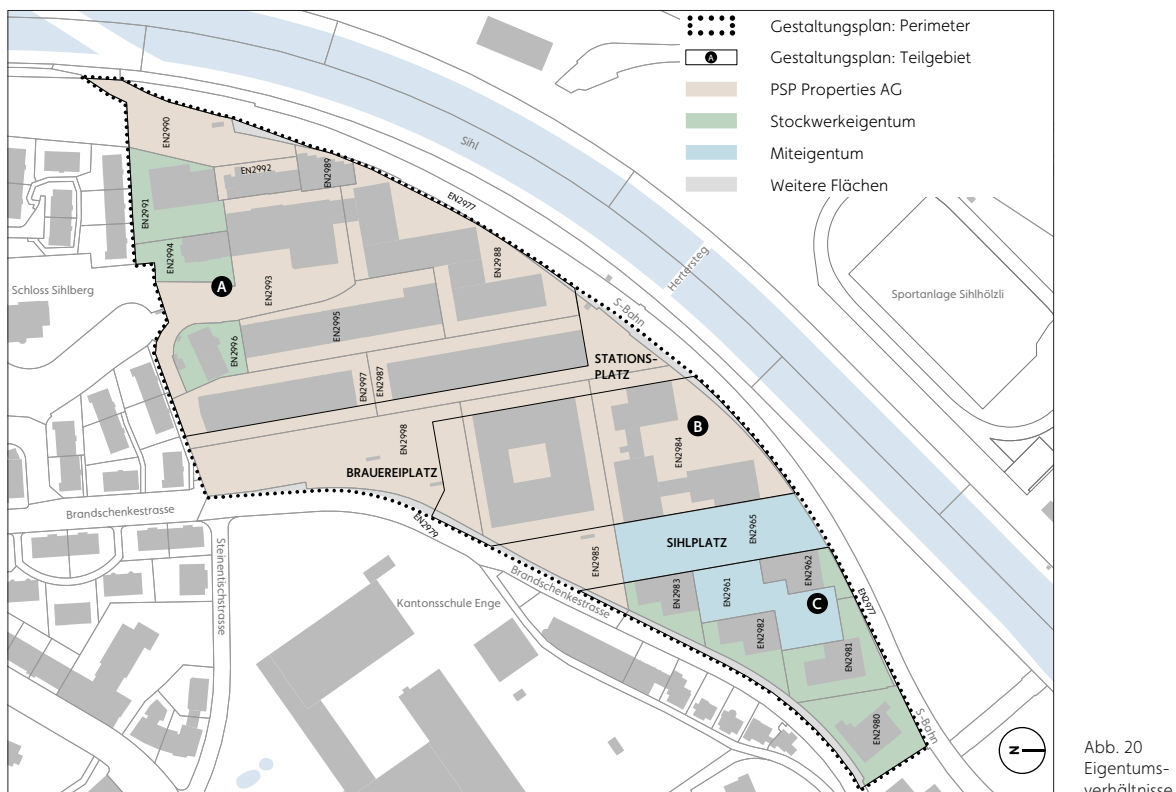 Gestaltungsplan: Perimeter
A
Gestaltungsplan: Teilgebiet
PSP Properties AG
Stockwerkeigentum
Miteigentum
Weitere Flächen
Sihl
EN2990
EN2992
EN2989
EN2977
EN2991
EN2994
EN2988
Hertersteg
A
EN2993
Schloss Sihlberg
Sportanlage Sihlhölzli
S-Bahn
EN2995
EN2996
STATIONS-
PLATZ
EN2997
EN2987
EN2998
B
EN2984
BRAUEREIPLATZ
Brandschenkestrasse
EN2979
EN2965
SIHLPLATZ
Steinentischstrasse
EN2985
Brandschenkestrasse
EN2962
EN2983
EN2961
C
EN2977
Kantonsschule Enge
EN2982
EN2981
EN2980
S-Bahn
N
Abb. 20
Eigentums-
verhältnisse